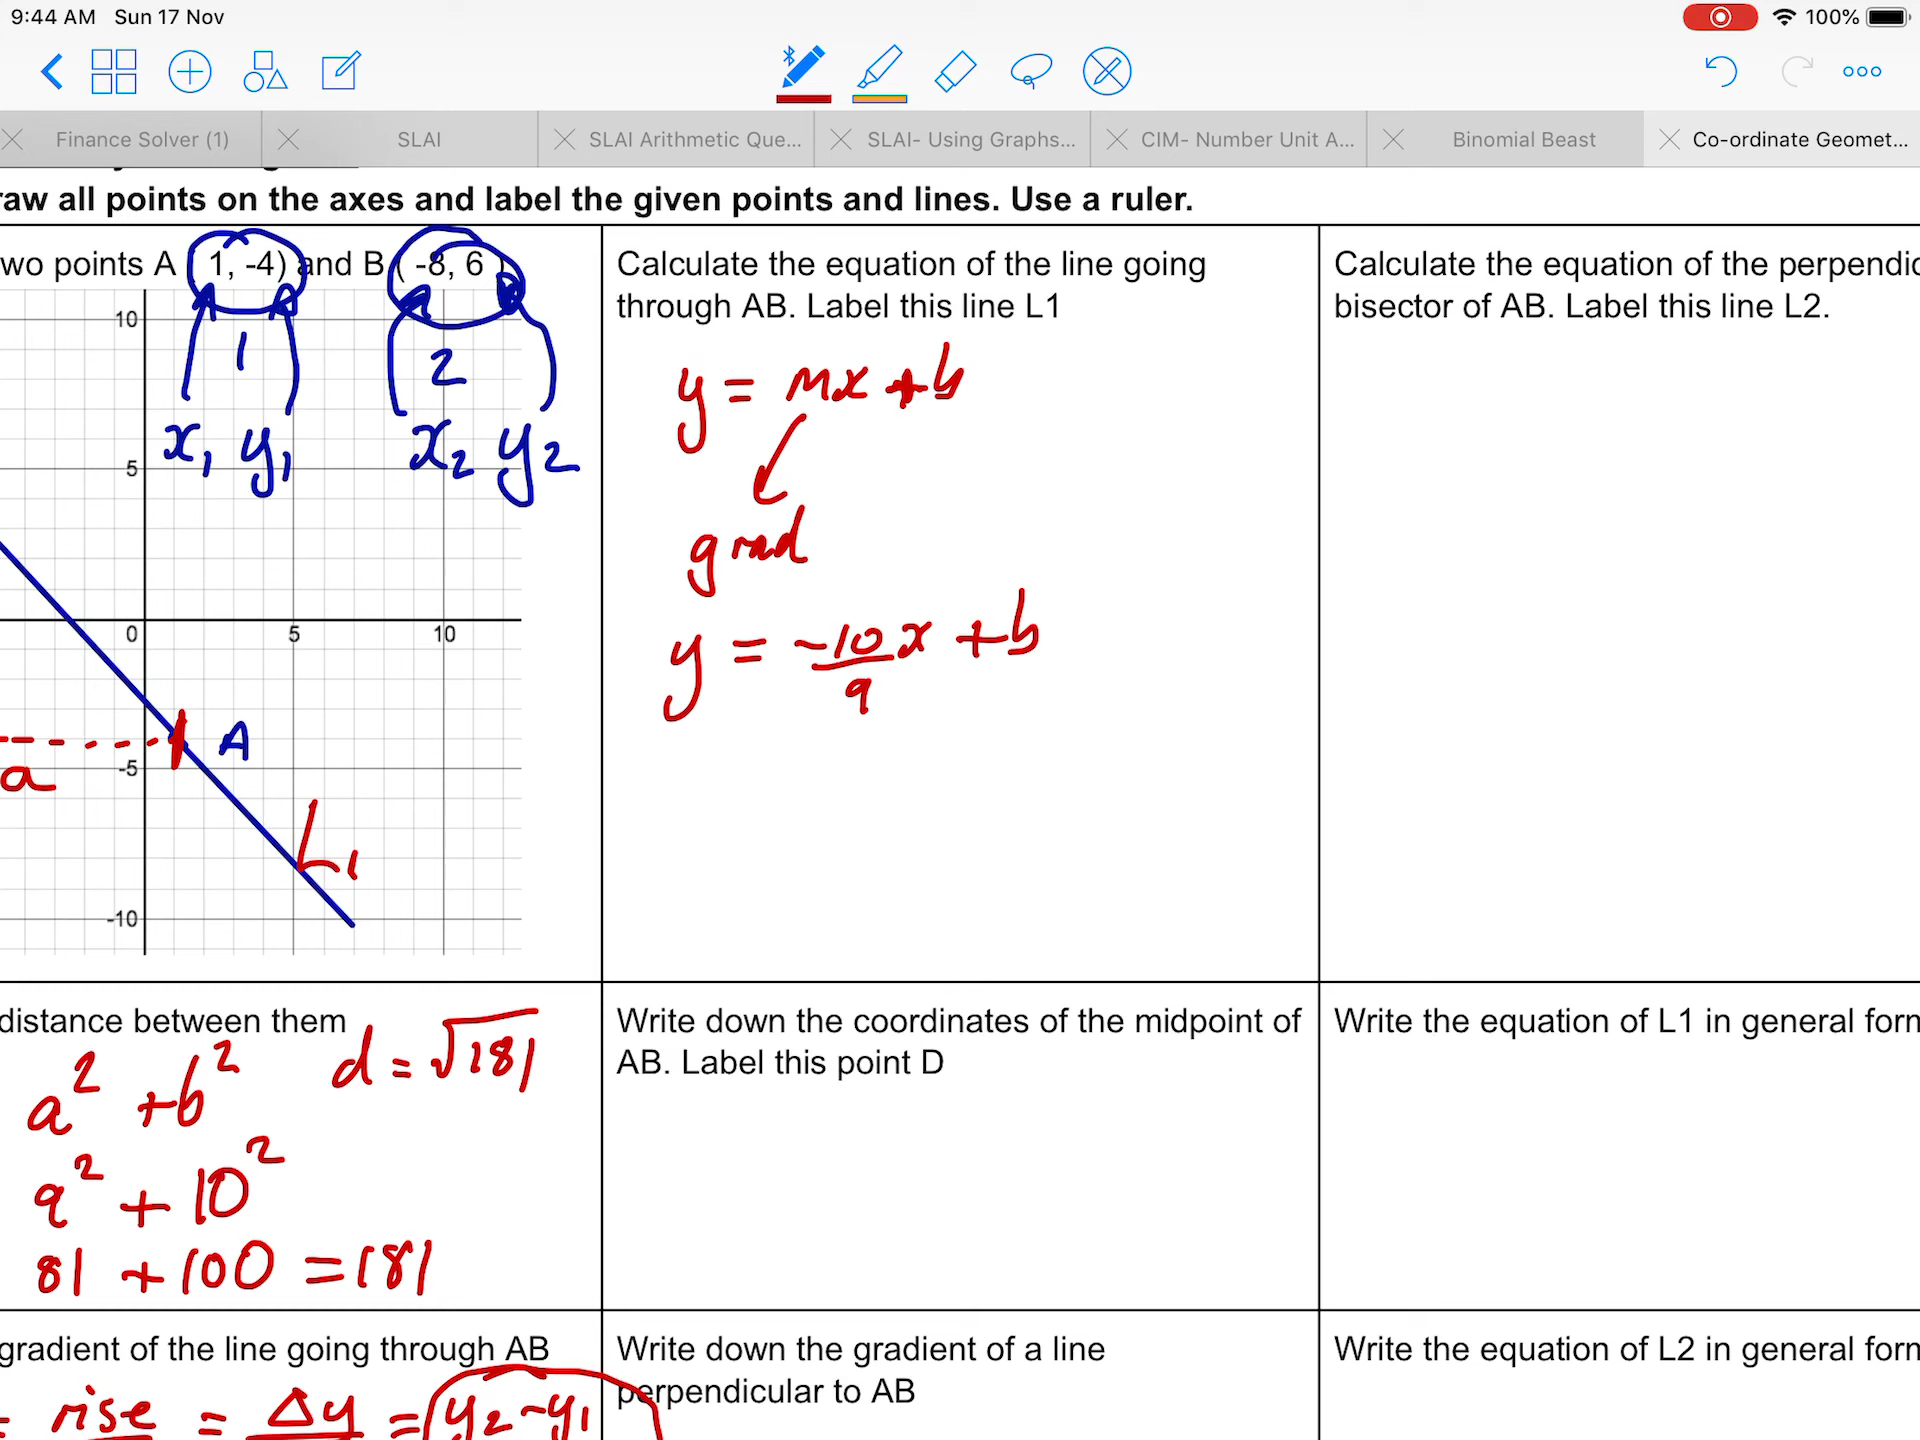 9:44 AM Sun 17 Nov
100%
Finance Solver (1)
SLAI
SLAI Arithmetic Que...
SLAI- Using Graphs...
CIM- Number Unit A...
Binomial Beast
Co-ordinate Geomet...
raw all points on the axes and label the given points and lines. Use a ruler.
wo points A ( 1, -4) and B ( -8, 6 )
10
5
0
5
10
-5
-10
1
2
x₁ y₁
x₂ y₂
A
a
L₁
Calculate the equation of the line going
through AB. Label this line L1
y = mx + b
grad
y = -10/9 x + b
Calculate the equation of the perpendic
bisector of AB. Label this line L2.
distance between them
d = √181
a² + b²
9² + 10²
81 + 100 = 181
Write down the coordinates of the midpoint of
AB. Label this point D
Write the equation of L1 in general form
gradient of the line going through AB
= rise = Δy = y₂ - y₁
Write down the gradient of a line
perpendicular to AB
Write the equation of L2 in general form